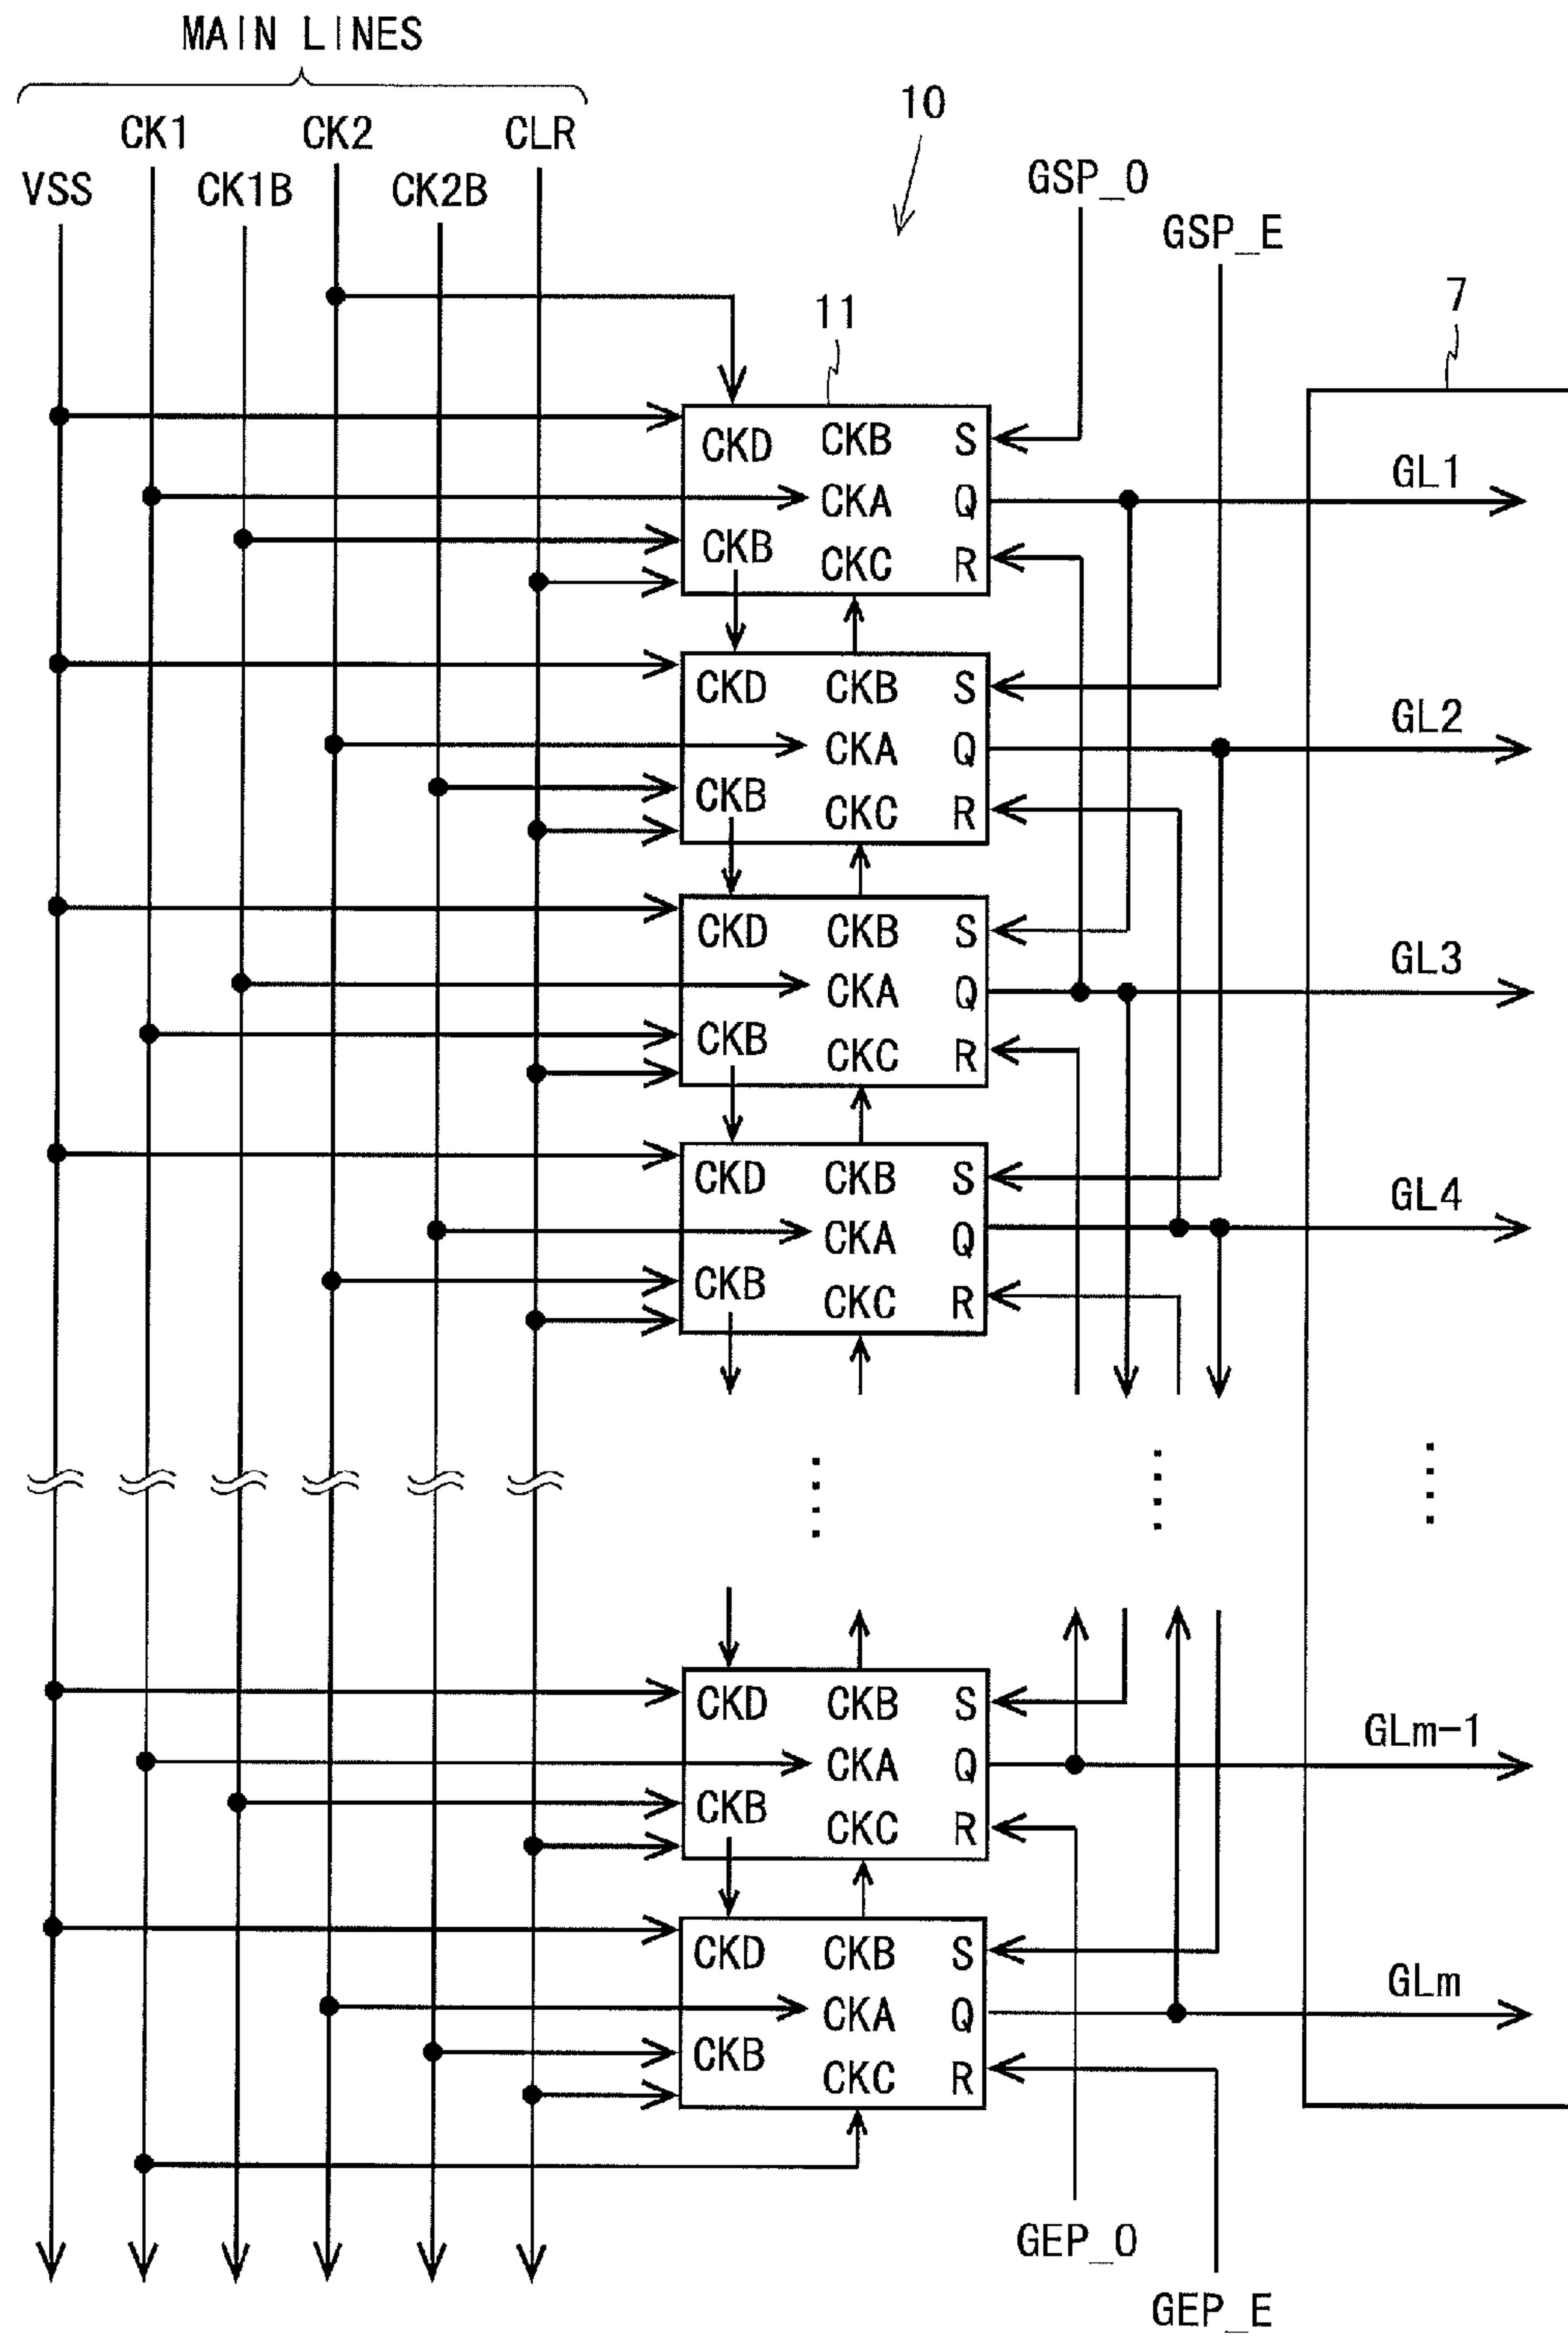 MAIN LINES
CK1 CK2 CLR
VSS CK1B CK2B
10
GSP_O
GSP_E
11
7
CKD CKB S
CKA Q GL1
CKB CKC R
CKD CKB S
CKA Q GL2
CKB CKC R
CKD CKB S
CKA Q GL3
CKB CKC R
CKD CKB S
CKA Q GL4
CKB CKC R
CKD CKB S
CKA Q GLm-1
CKB CKC R
CKD CKB S
CKA Q GLm
CKB CKC R
GEP_O
GEP_E